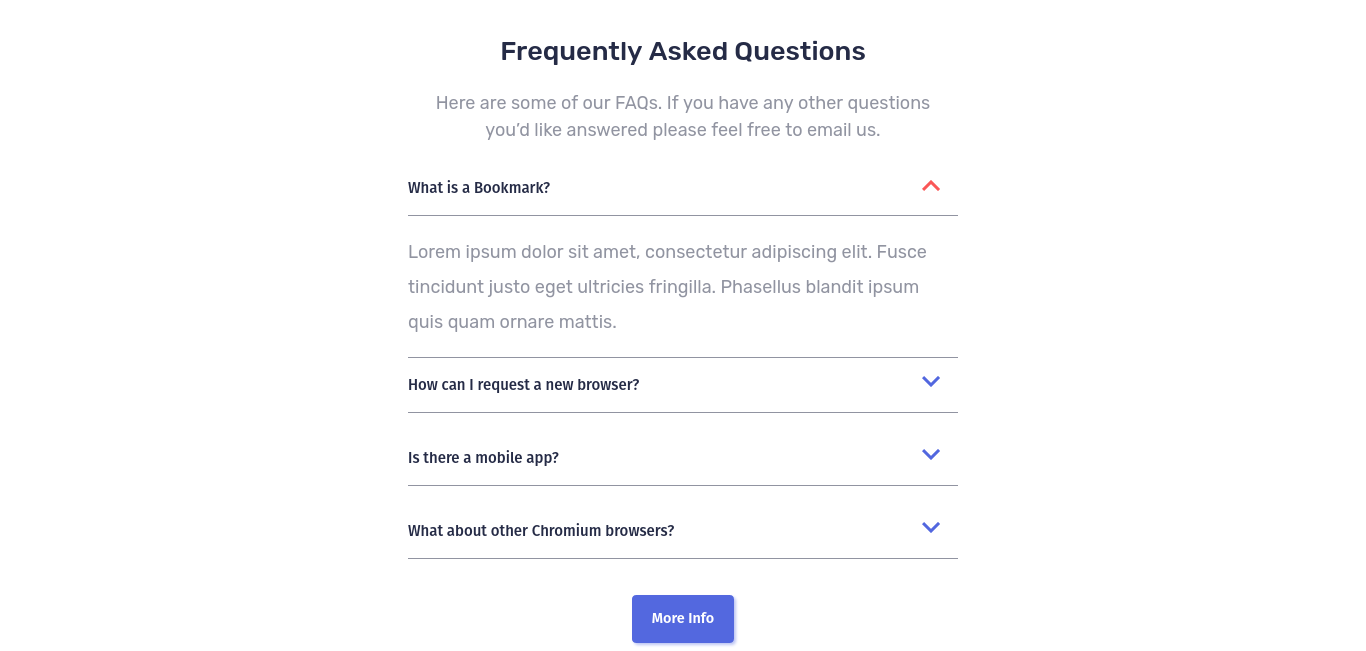 Frequently Asked Questions
Here are some of our FAQs. If you have any other questions
you’d like answered please feel free to email us.
What is a Bookmark?
Lorem ipsum dolor sit amet, consectetur adipiscing elit. Fusce
tincidunt justo eget ultricies fringilla. Phasellus blandit ipsum
quis quam ornare mattis.
How can I request a new browser?
Is there a mobile app?
What about other Chromium browsers?
More Info